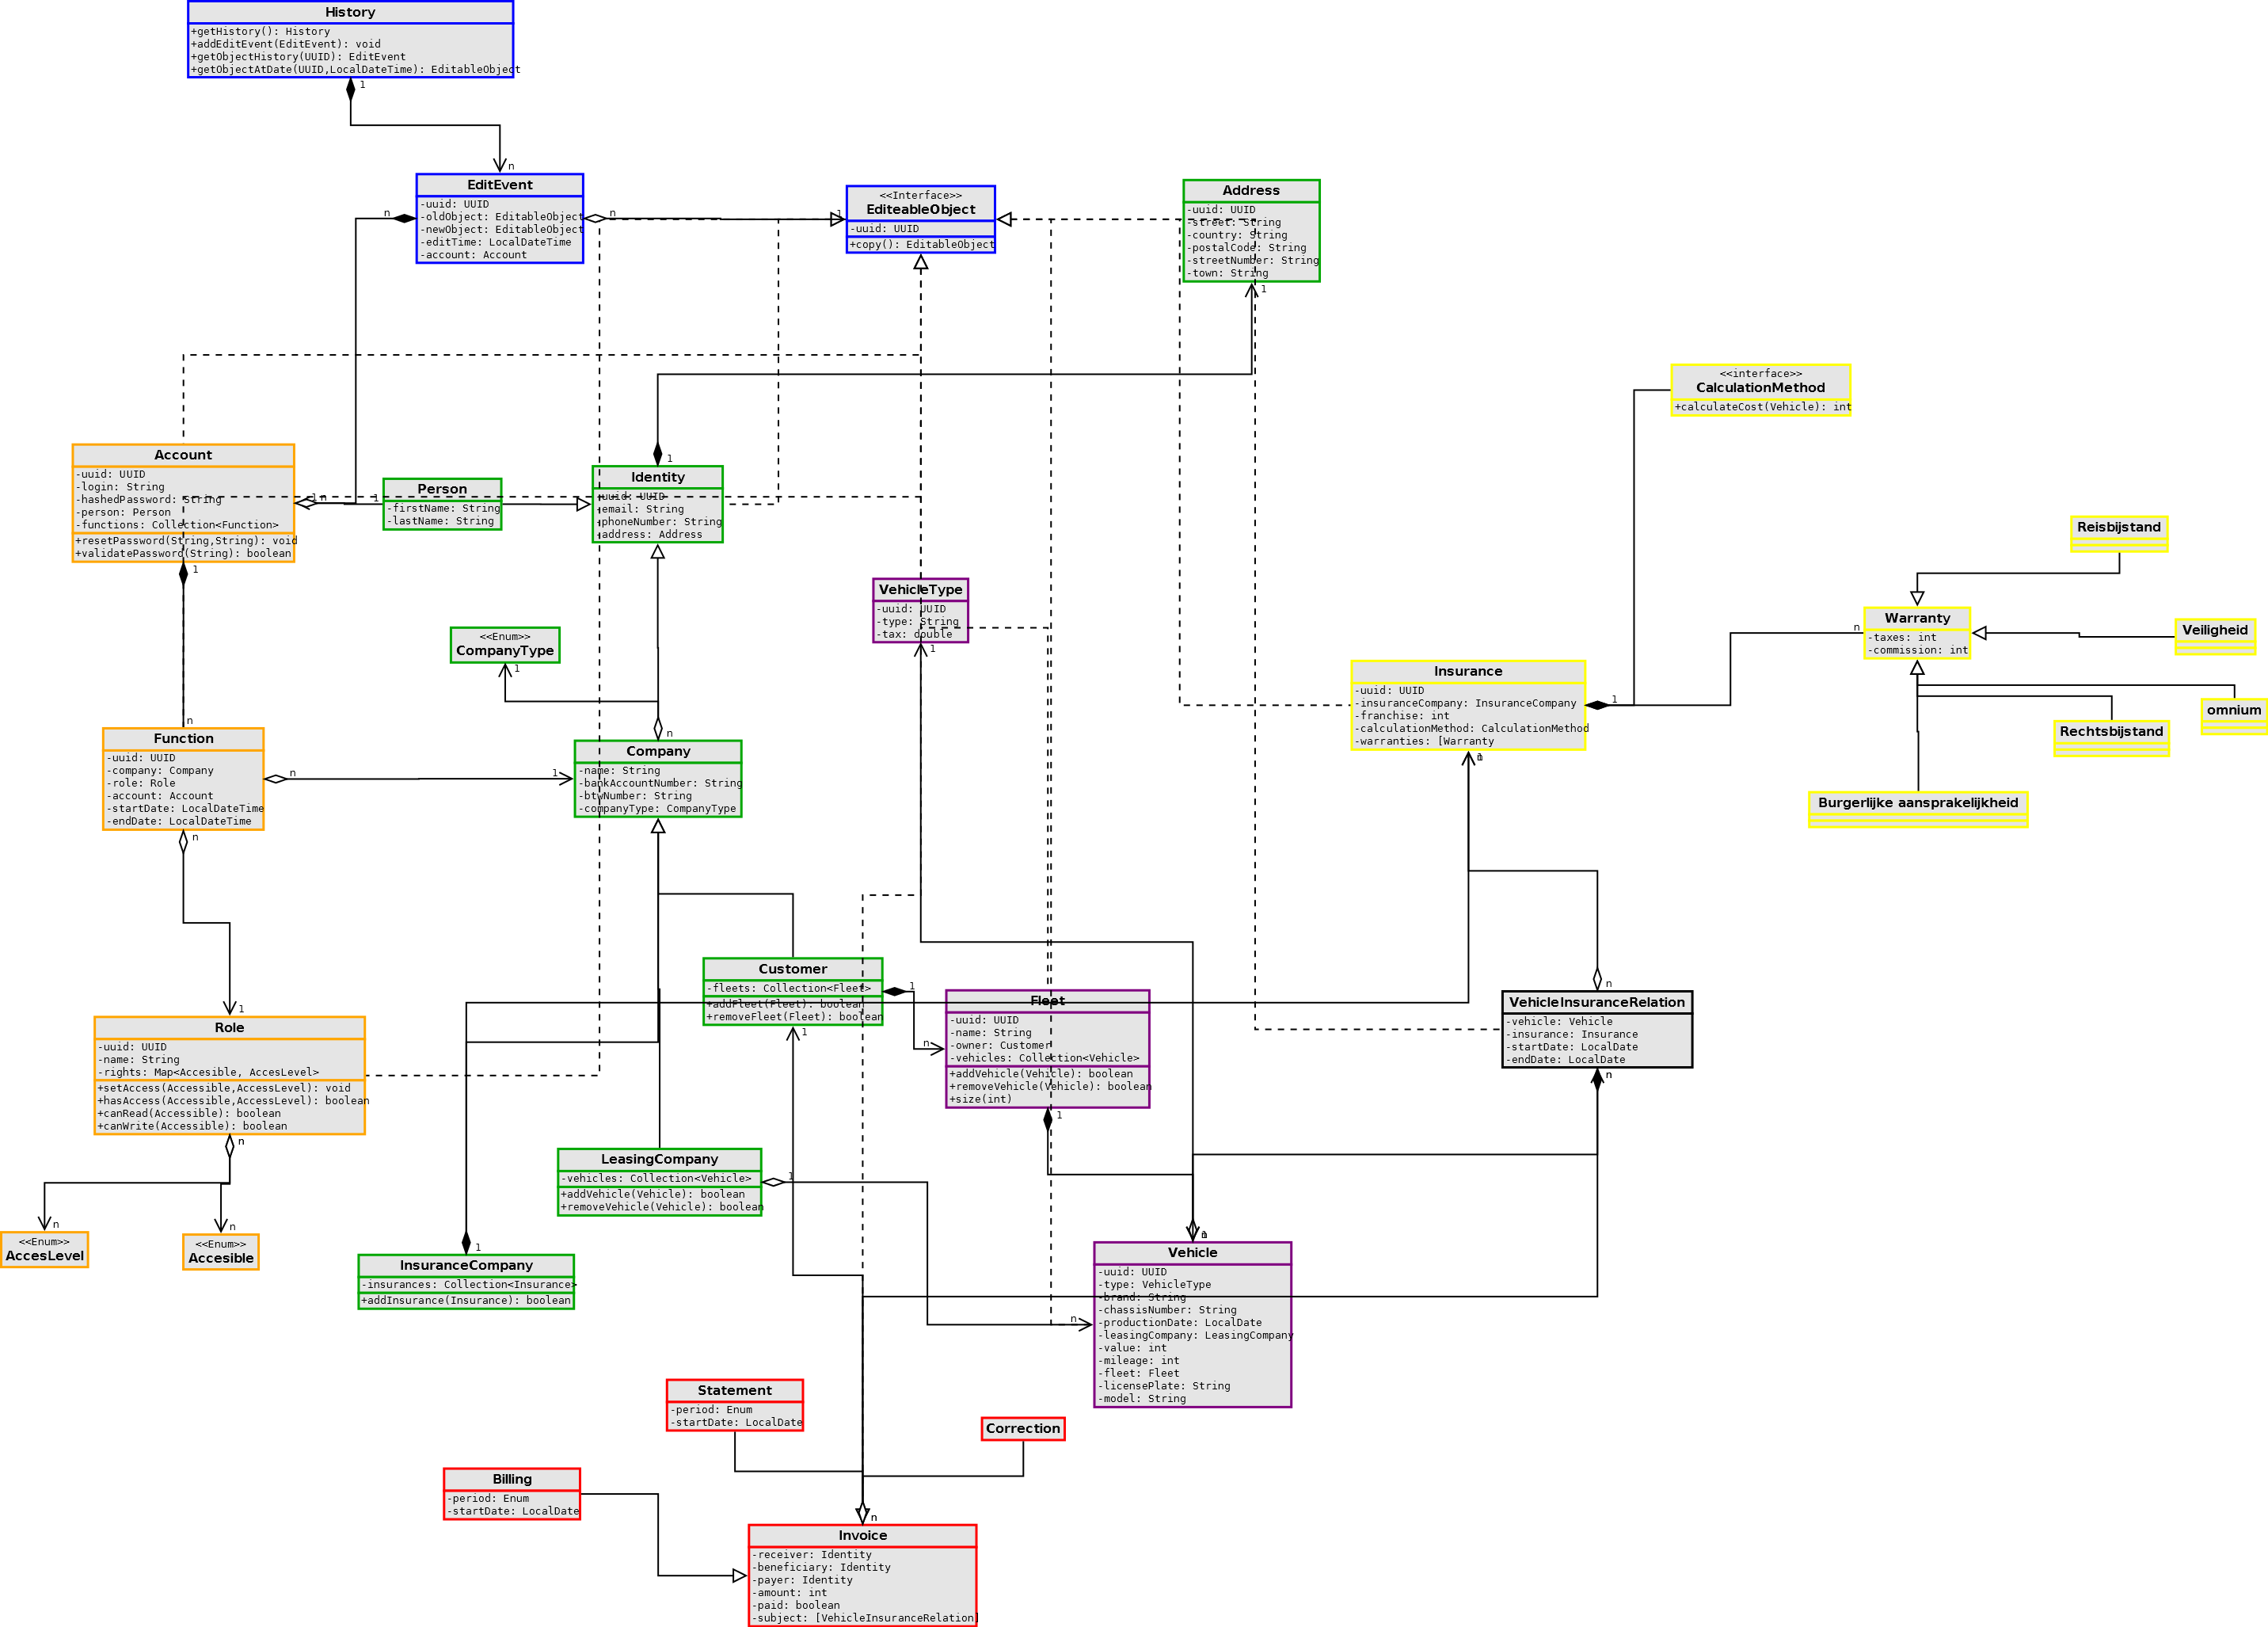 History
+getHistory(): History
+addEditEvent(EditEvent): void
+getObjectHistory(UUID): EditEvent
+getObjectAtDate(UUID,LocalDateTime): EditableObject
1
n
EditEvent
-uuid: UUID
-oldObject: EditableObject
-newObject: EditableObject
-editTime: LocalDateTime
-account: Account
n
n
1
<<Interface>>
EditeableObject
-uuid: UUID
+copy(): EditableObject
Address
-uuid: UUID
-street: String
-country: String
-postalCode: String
-streetNumber: String
-town: String
1
<<interface>>
CalculationMethod
+calculateCost(Vehicle): int
Account
-uuid: UUID
-login: String
-hashedPassword: String
-person: Person
-functions: Collection<Function>
+resetPassword(String,String): void
+validatePassword(String): boolean
1
n
1
1
Person
-firstName: String
-lastName: String
1
Identity
-uuid: UUID
-email: String
-phoneNumber: String
-address: Address
VehicleType
-uuid: UUID
-type: String
-tax: double
1
<<Enum>>
CompanyType
1
Reisbijstand
n
Warranty
-taxes: int
-commission: int
Veiligheid
omnium
Rechtsbijstand
Burgerlijke aansprakelijkheid
Insurance
-uuid: UUID
-insuranceCompany: InsuranceCompany
-franchise: int
-calculationMethod: CalculationMethod
-warranties: [Warranty
1
n
Function
-uuid: UUID
-company: Company
-role: Role
-account: Account
-startDate: LocalDateTime
-endDate: LocalDateTime
n
1
n
n
Company
-name: String
-bankAccountNumber: String
-btwNumber: String
-companyType: CompanyType
Customer
-fleets: Collection<Fleet>
+addFleet(Fleet): boolean
+removeFleet(Fleet): boolean
1
1
n
Fleet
-uuid: UUID
-name: String
-owner: Customer
-vehicles: Collection<Vehicle>
+addVehicle(Vehicle): boolean
+removeVehicle(Vehicle): boolean
+size(int)
1
n
VehicleInsuranceRelation
-vehicle: Vehicle
-insurance: Insurance
-startDate: LocalDate
-endDate: LocalDate
n
1
Role
-uuid: UUID
-name: String
-rights: Map<Accesible, AccesLevel>
+setAccess(Accessible,AccessLevel): void
+hasAccess(Accessible,AccessLevel): boolean
+canRead(Accessible): boolean
+canWrite(Accessible): boolean
n
n
n
<<Enum>>
AccesLevel
<<Enum>>
Accesible
LeasingCompany
-vehicles: Collection<Vehicle>
+addVehicle(Vehicle): boolean
+removeVehicle(Vehicle): boolean
1
1
InsuranceCompany
-insurances: Collection<Insurance>
+addInsurance(Insurance): boolean
n
Vehicle
-uuid: UUID
-type: VehicleType
-brand: String
-chassisNumber: String
-productionDate: LocalDate
-leasingCompany: LeasingCompany
-value: int
-mileage: int
-fleet: Fleet
-licensePlate: String
-model: String
Statement
-period: Enum
-startDate: LocalDate
Correction
Billing
-period: Enum
-startDate: LocalDate
n
Invoice
-receiver: Identity
-beneficiary: Identity
-payer: Identity
-amount: int
-paid: boolean
-subject: [VehicleInsuranceRelation]